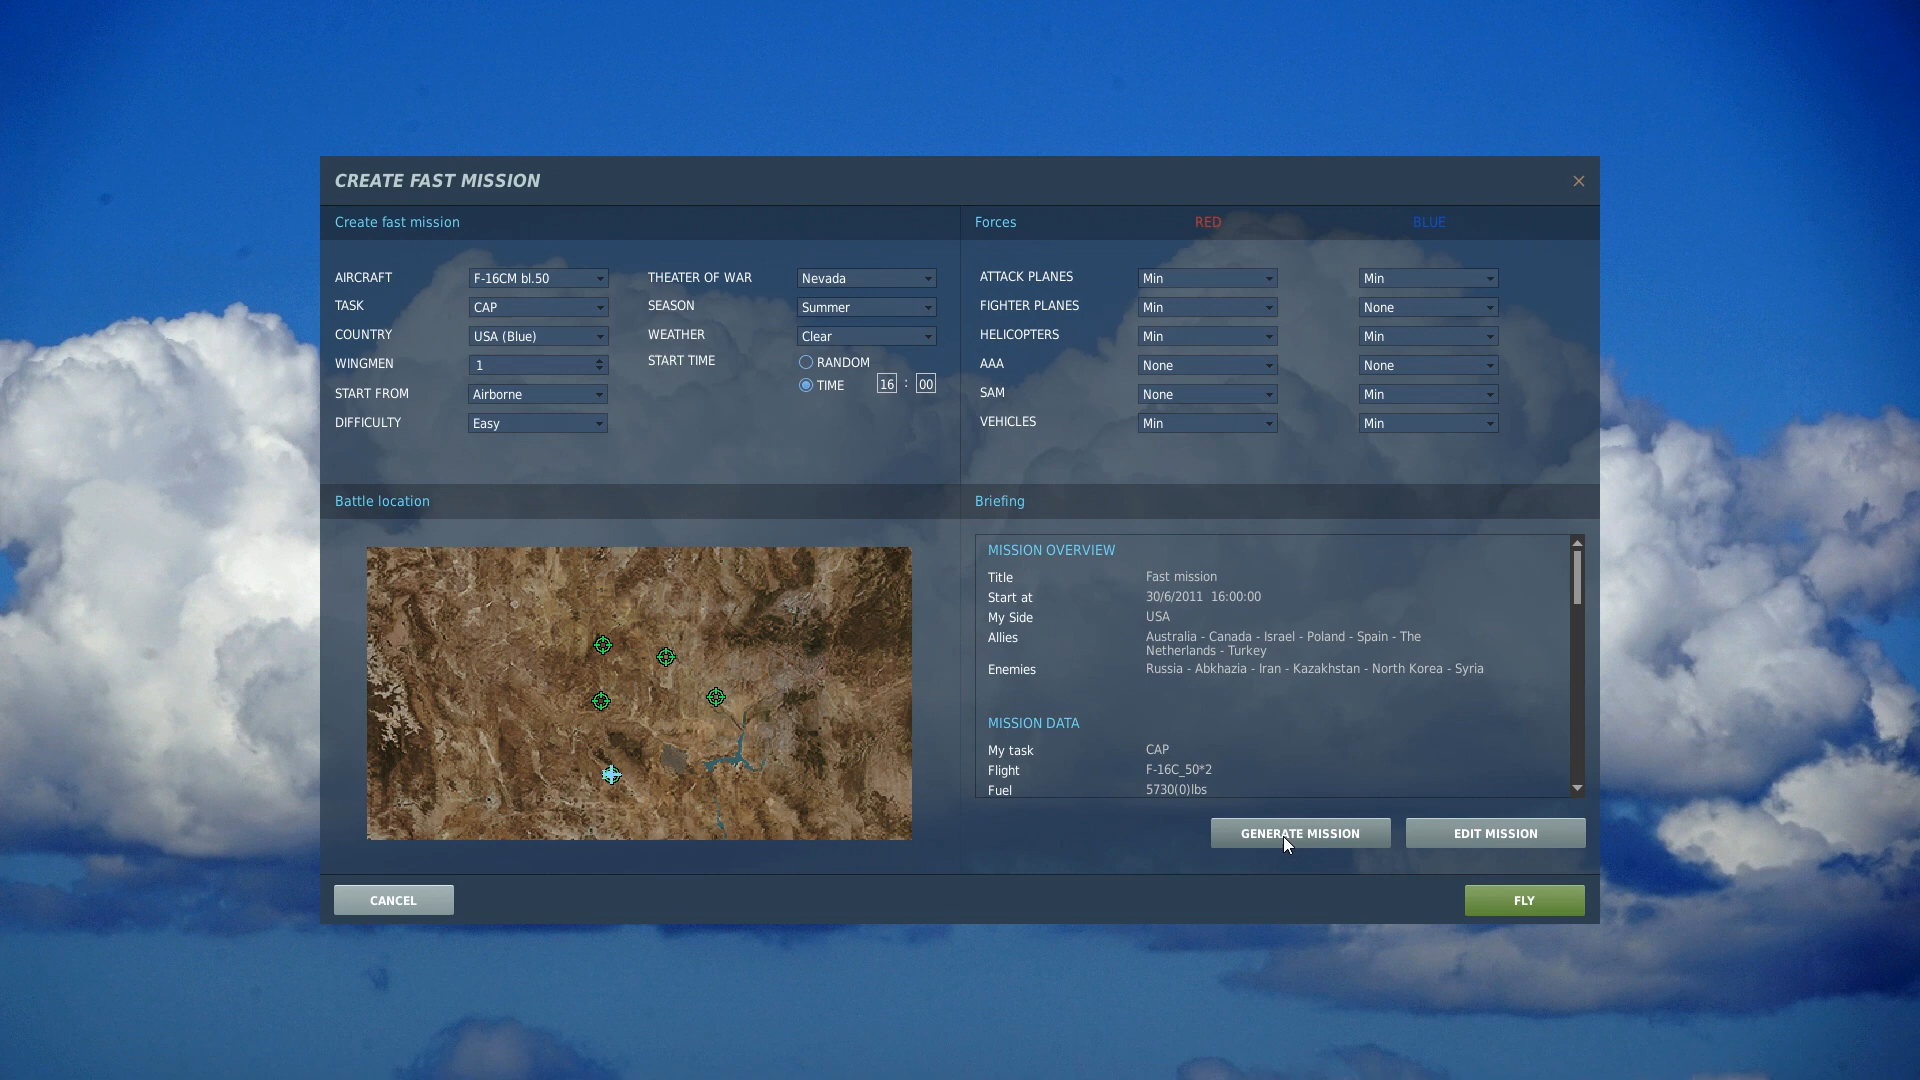 CREATE FAST MISSION
Create fast mission
AIRCRAFT F-16CM bl.50 THEATER OF WAR Nevada
TASK CAP SEASON Summer
COUNTRY USA (Blue) WEATHER Clear
WINGMEN 1 START TIME RANDOM
START FROM Airborne TIME 16 : 00
DIFFICULTY Easy
Forces RED BLUE
ATTACK PLANES Min Min
FIGHTER PLANES Min None
HELICOPTERS Min Min
AAA None None
SAM None Min
VEHICLES Min Min
Battle location
Briefing
MISSION OVERVIEW
Title Fast mission
Start at 30/6/2011 16:00:00
My Side USA
Allies Australia - Canada - Israel - Poland - Spain - The
Netherlands - Turkey
Enemies Russia - Abkhazia - Iran - Kazakhstan - North Korea - Syria
MISSION DATA
My task CAP
Flight F-16C_50*2
Fuel 5730(0)lbs
GENERATE MISSION EDIT MISSION
CANCEL FLY